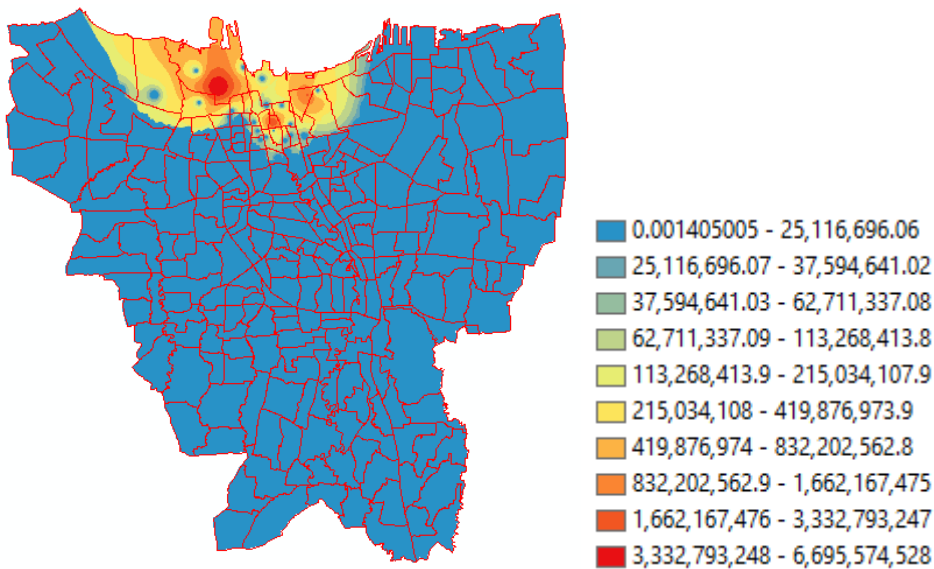 0.001405005 - 25,116,696.06
25,116,696.07 - 37,594,641.02
37,594,641.03 - 62,711,337.08
62,711,337.09 - 113,268,413.8
113,268,413.9 - 215,034,107.9
215,034,108 - 419,876,973.9
419,876,974 - 832,202,562.8
832,202,562.9 - 1,662,167,475
1,662,167,476 - 3,332,793,247
3,332,793,248 - 6,695,574,528